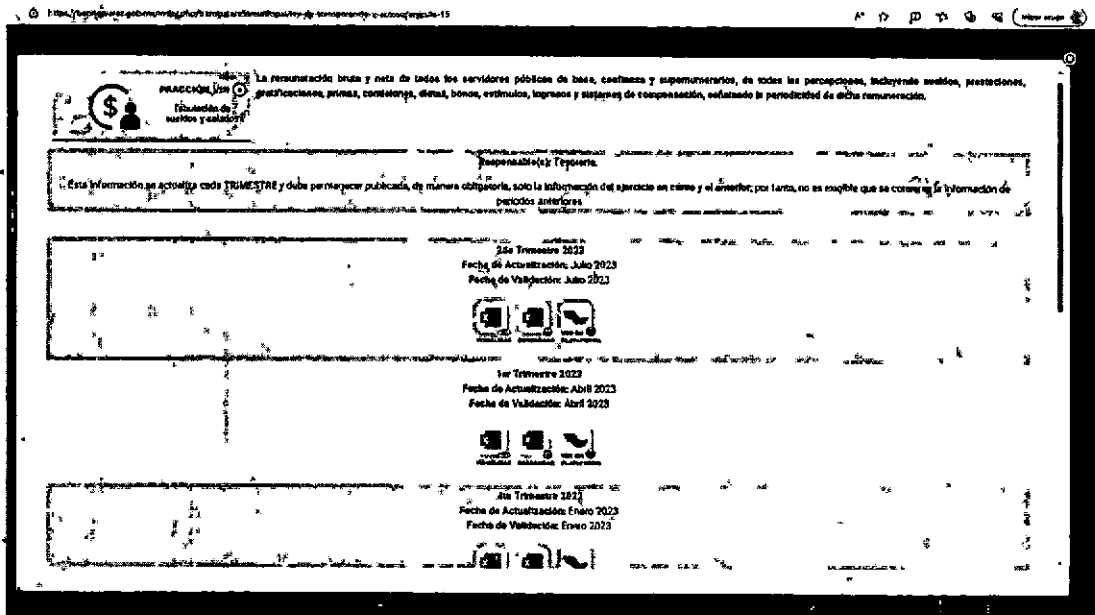 FRACCIÓN VIII
Tabulación de
sueldos y salarios
La remuneración bruta y neta de todos los servidores públicos de base, confianza y supernumerarios, de todas las percepciones, incluyendo sueldos, prestaciones,
gratificaciones, primas, comisiones, dietas, bonos, estímulos, ingresos y sistemas de compensación, señalando la periodicidad de dicha remuneración.
Responsable(s): Tesorería.
Esta información se actualiza cada TRIMESTRE y debe permanecer publicada, de manera obligatoria, solo la información del ejercicio en curso y el anterior; por tanto, no es exigible que se conserve la información de
periodos anteriores
2do Trimestre 2023
Fecha de Actualización: Julio 2023
Fecha de Validación: Julio 2023
1er Trimestre 2023
Fecha de Actualización: Abril 2023
Fecha de Validación: Abril 2023
4to Trimestre 2022
Fecha de Actualización: Enero 2023
Fecha de Validación: Enero 2023